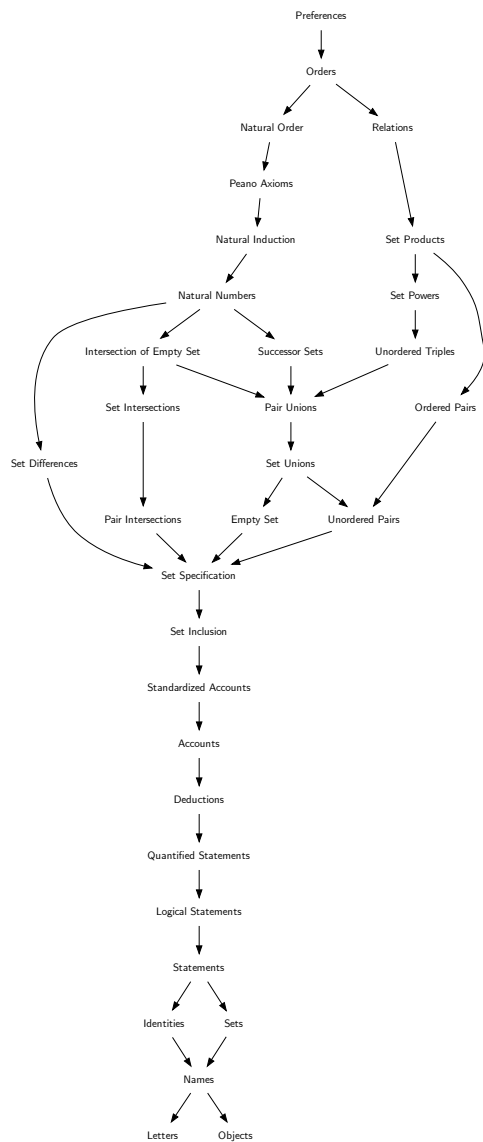 Preferences
Orders
Natural Order
Relations
Peano Axioms
Natural Induction
Set Products
Natural Numbers
Set Powers
Intersection of Empty Set
Successor Sets
Unordered Triples
Set Intersections
Pair Unions
Ordered Pairs
Set Differences
Set Unions
Pair Intersections
Empty Set
Unordered Pairs
Set Specification
Set Inclusion
Standardized Accounts
Accounts
Deductions
Quantified Statements
Logical Statements
Statements
Identities
Sets
Names
Letters
Objects